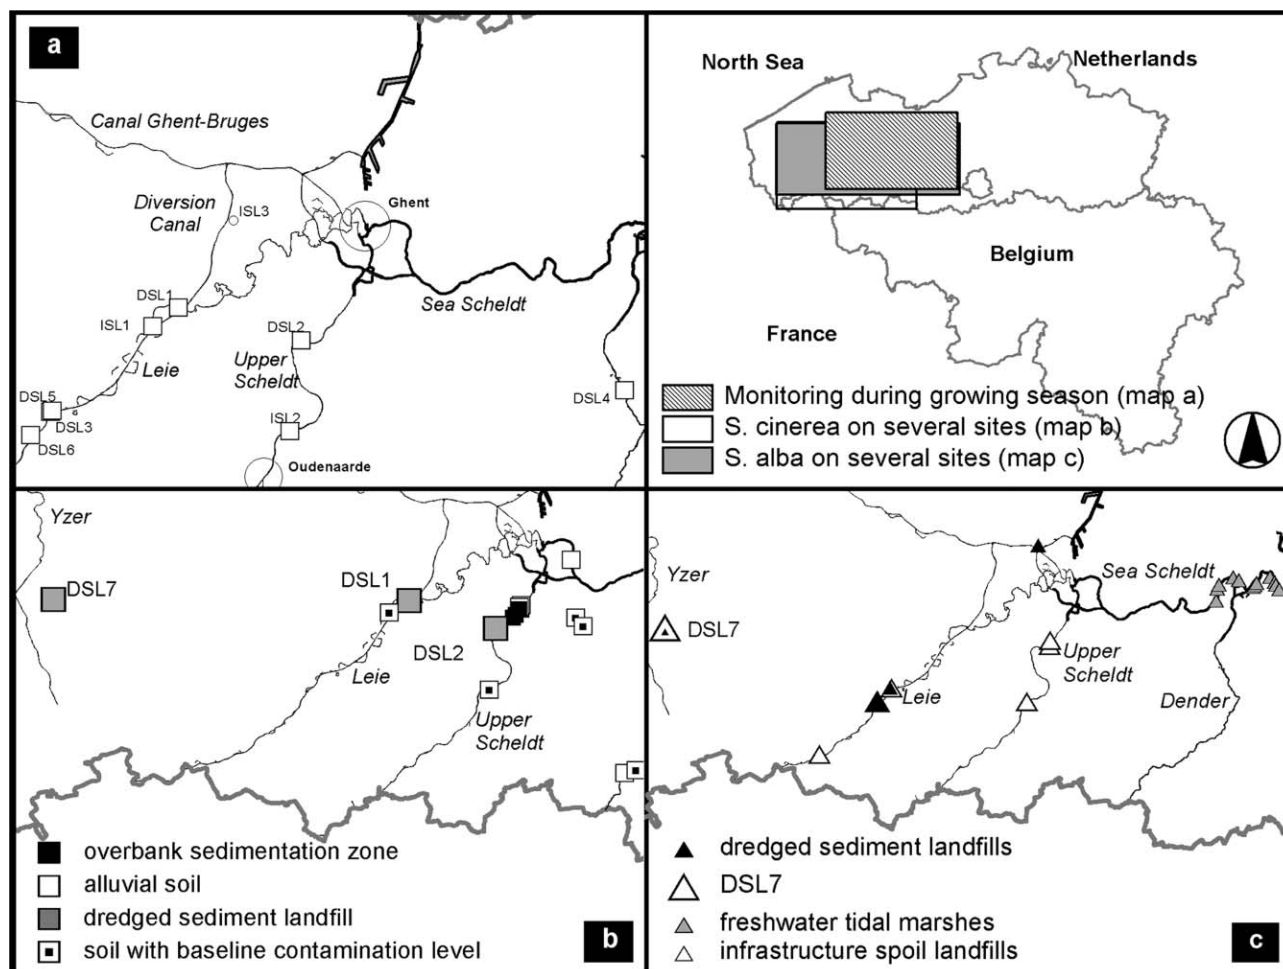 a
Canal Ghent-Bruges
Diversion
Canal
ISL3
Ghent
DSL1
ISL1
Leie
DSL2
Upper
Scheldt
Sea Scheldt
DSL5
DSL3
DSL6
ISL2
Oudenaarde
DSL4
North Sea
Netherlands
Belgium
France
Monitoring during growing season (map a)
S. cinerea on several sites (map b)
S. alba on several sites (map c)
Yzer
DSL7
DSL1
DSL2
Leie
Upper
Scheldt
overbank sedimentation zone
alluvial soil
dredged sediment landfill
soil with baseline contamination level
b
Yzer
DSL7
Sea Scheldt
Upper
Scheldt
Leie
Dender
dredged sediment landfills
DSL7
freshwater tidal marshes
infrastructure spoil landfills
c